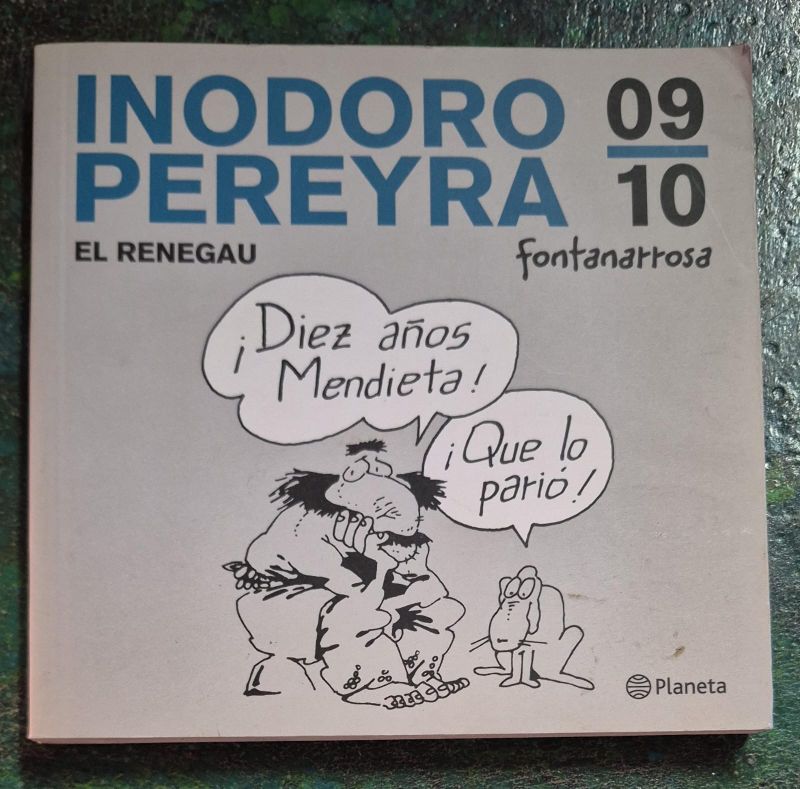 INODORO
PEREYRA
09
10
EL RENEGAU
fontanarrosa
¡Diez años
Mendieta!
¡Que lo
parió!
Planeta